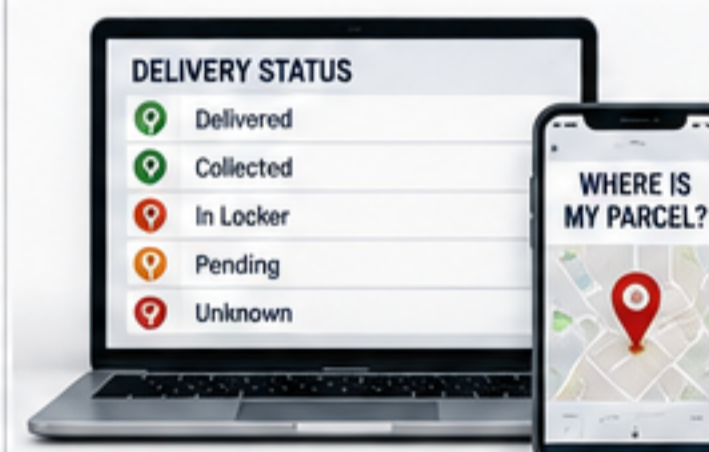 DELIVERY STATUS
Delivered
Collected
In Locker
Pending
Unknown
WHERE IS
MY PARCEL?